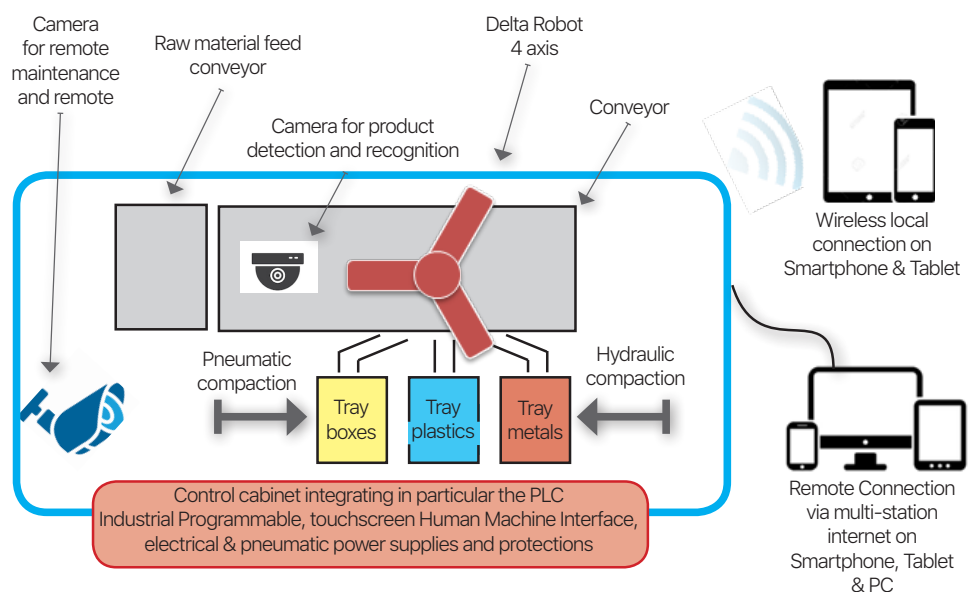 Camera
for remote
maintenance
and remote
Raw material feed
conveyor
Camera for product
detection and recognition
Delta Robot
4 axis
Conveyor
Wireless local
connection on
Smartphone & Tablet
Pneumatic
compaction
Tray
boxes
Tray
plastics
Tray
metals
Hydraulic
compaction
Control cabinet integrating in particular the PLC
Industrial Programmable, touchscreen Human Machine Interface,
electrical & pneumatic power supplies and protections
Remote Connection
via multi-station
internet on
Smartphone, Tablet
& PC